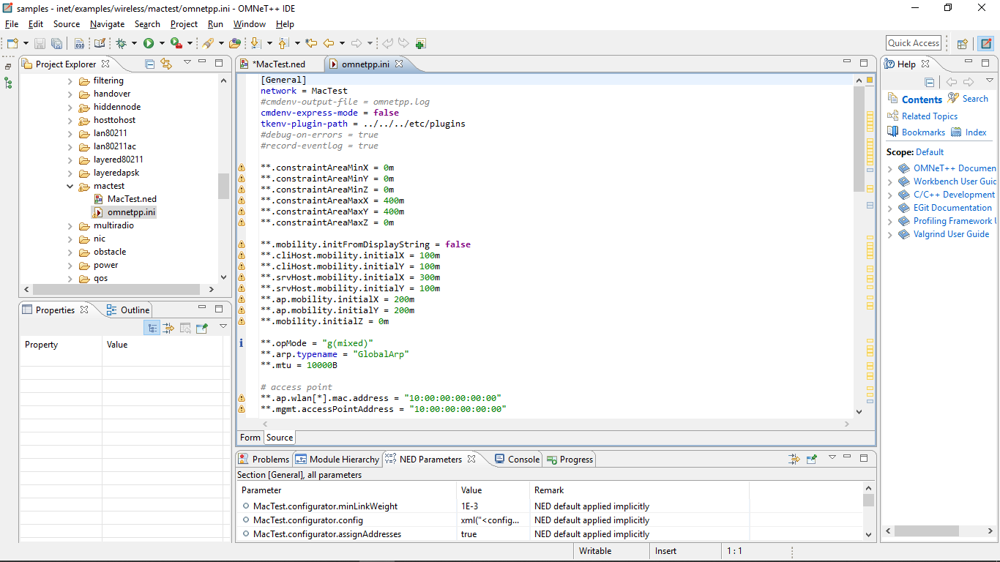 samples - inet/examples/wireless/mactest/omnetpp.ini - OMNeT++ IDE
File Edit Source Navigate Search Project Run Window Help
Quick Access
Project Explorer
filtering
handover
hiddennode
hosttohost
lan80211
lan80211ac
layered80211
layeredapsk
mactest
MacTest.ned
omnetpp.ini
multiradio
nic
obstacle
power
qos
Properties Outline
Property Value
*MacTest.ned omnetpp.ini
[General]
network = MacTest
#cmdenv-output-file = omnetpp.log
cmdenv-express-mode = false
tkenv-plugin-path = ../../../etc/plugins
#debug-on-errors = true
#record-eventlog = true
**.constraintAreaMinX = 0m
**.constraintAreaMinY = 0m
**.constraintAreaMinZ = 0m
**.constraintAreaMaxX = 400m
**.constraintAreaMaxY = 400m
**.constraintAreaMaxZ = 0m
**.mobility.initFromDisplayString = false
**.cliHost.mobility.initialX = 100m
**.cliHost.mobility.initialY = 100m
**.srvHost.mobility.initialX = 300m
**.srvHost.mobility.initialY = 100m
**.ap.mobility.initialX = 200m
**.ap.mobility.initialY = 200m
**.mobility.initialZ = 0m
**.opMode = "g(mixed)"
**.arp.typename = "GlobalArp"
**.mtu = 10000B
# access point
**.ap.wlan[*].mac.address = "10:00:00:00:00:00"
**.mgmt.accessPointAddress = "10:00:00:00:00:00"
Form Source
Problems Module Hierarchy NED Parameters Console Progress
Section [General], all parameters
Parameter Value Remark
MacTest.configurator.minLinkWeight 1E-3 NED default applied implicitly
MacTest.configurator.config xml("<config... NED default applied implicitly
MacTest.configurator.assignAddresses true NED default applied implicitly
Help
Contents Search
Related Topics
Bookmarks Index
Scope: Default
OMNeT++ Documen
Workbench User Guic
C/C++ Development
EGit Documentation
Profiling Framework U
Valgrind User Guide
Writable Insert 1 : 1